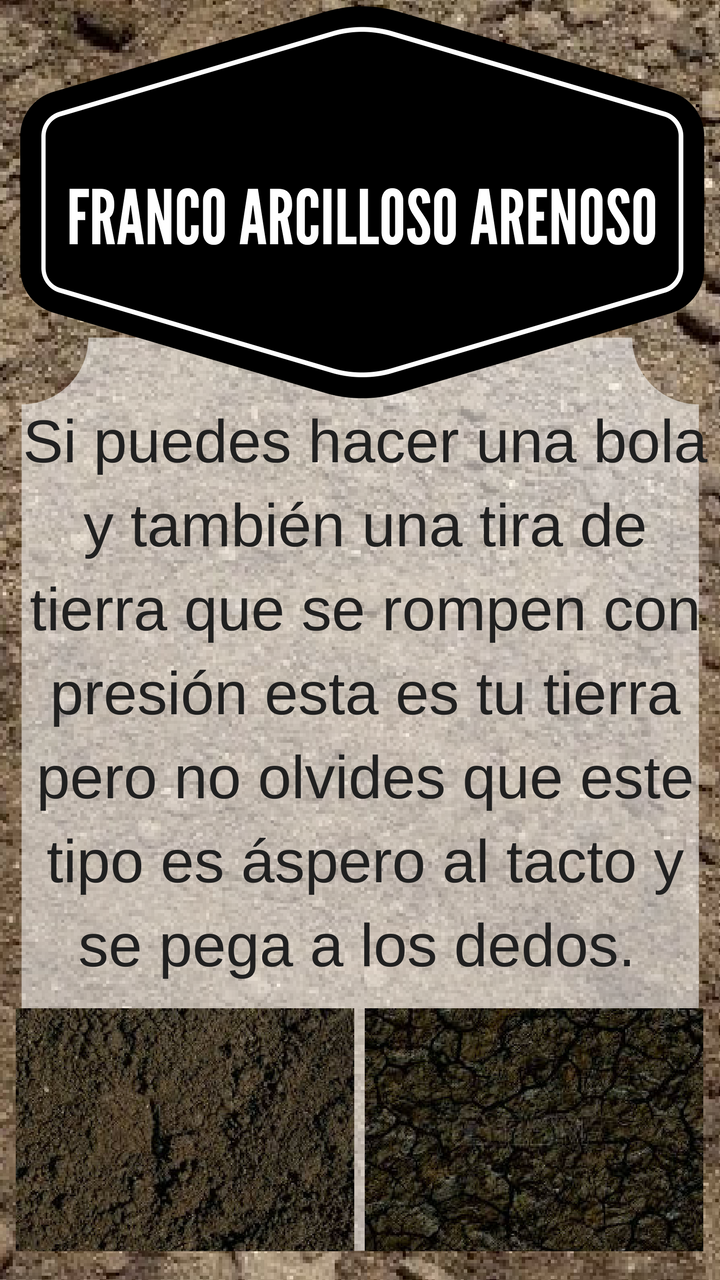 FRANCO ARCILLOSO ARENOSO
Si puedes hacer una bola
y también una tira de
tierra que se rompen con
presión esta es tu tierra
pero no olvides que este
tipo es áspero al tacto y
se pega a los dedos.